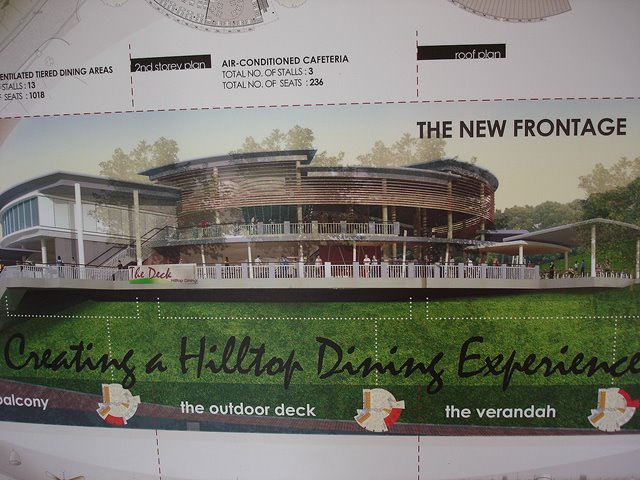 ENTILATED TIERED DINING AREAS
STALLS : 13
SEATS : 1018
2nd storey plan
AIR-CONDITIONED CAFETERIA
TOTAL NO. OF STALLS : 3
TOTAL NO. OF SEATS : 236
roof plan
THE NEW FRONTAGE
The Deck
Hilltop Dining
Creating a Hilltop Dining Experience
balcony
the outdoor deck
the verandah